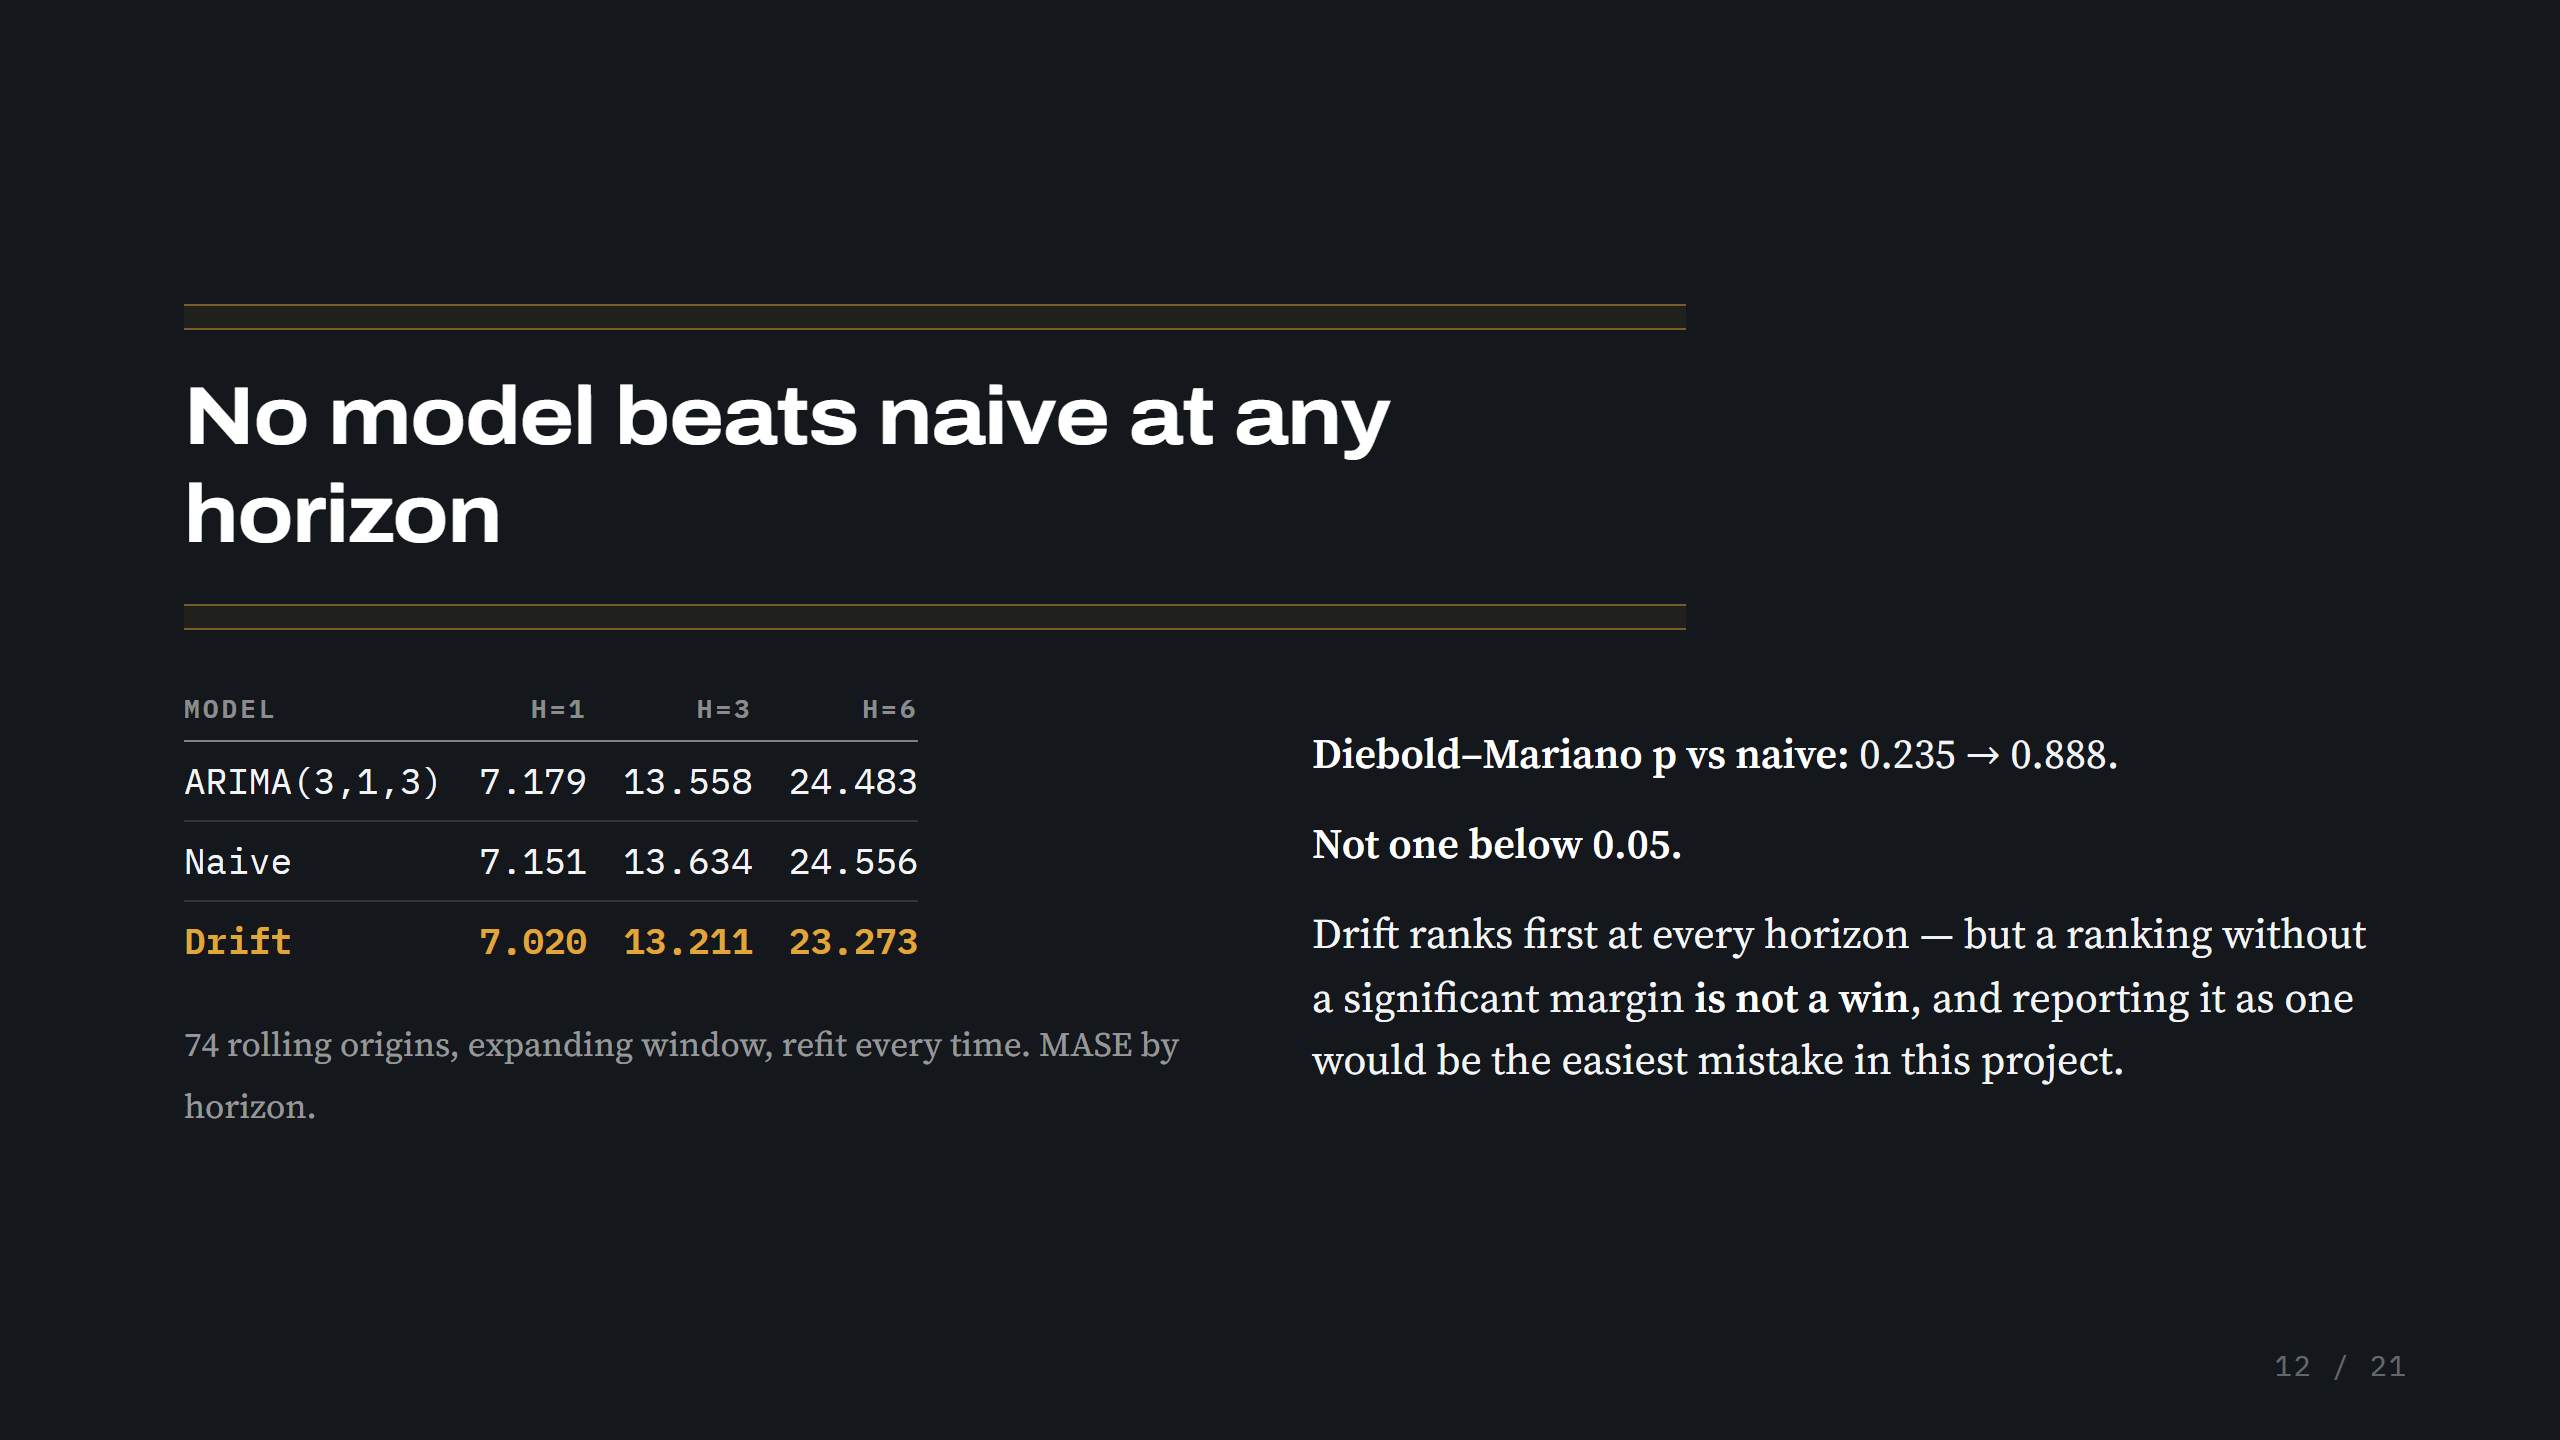 No model beats naive at any
horizon
MODEL H=1 H=3 H=6
ARIMA(3,1,3) 7.179 13.558 24.483
Naive 7.151 13.634 24.556
Drift 7.020 13.211 23.273
74 rolling origins, expanding window, refit every time. MASE by
horizon.
Diebold–Mariano p vs naive: 0.235 → 0.888.
Not one below 0.05.
Drift ranks first at every horizon — but a ranking without
a significant margin is not a win, and reporting it as one
would be the easiest mistake in this project.
12 / 21